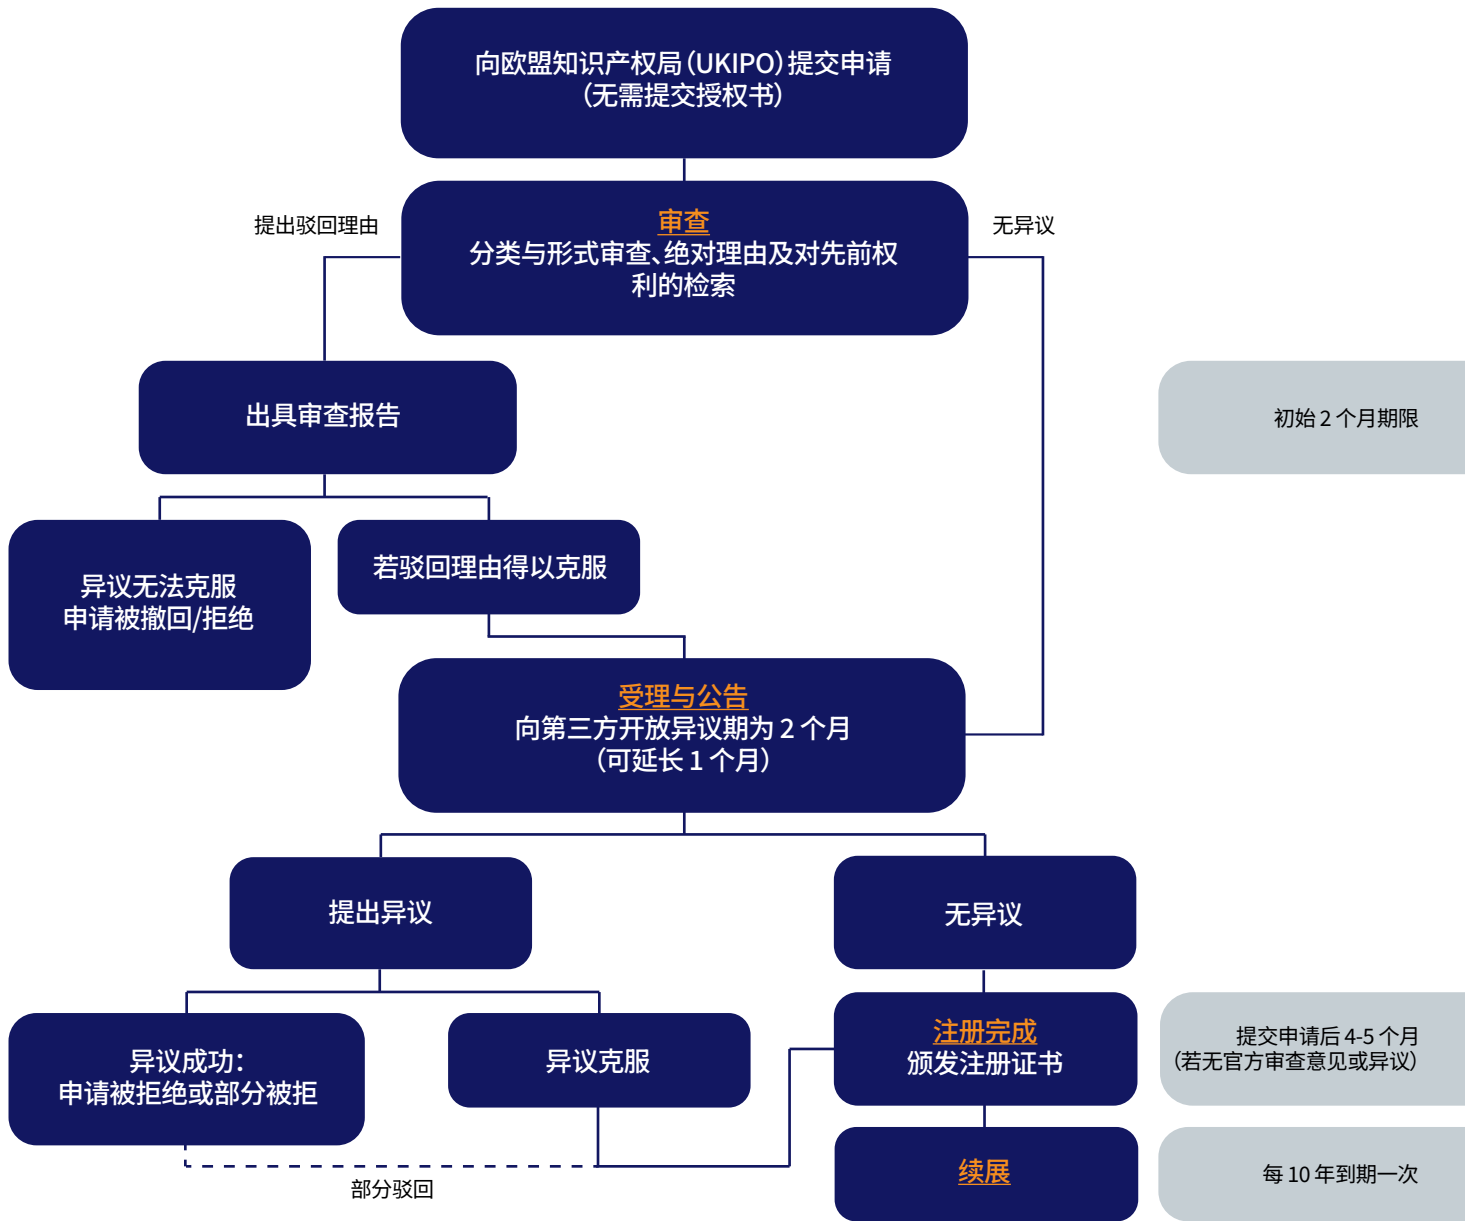 向欧盟知识产权局（UKIPO）提交申请
（无需提交授权书）
提出驳回理由
审查
分类与形式审查、绝对理由及对先前权
利的检索
无异议
出具审查报告
初始 2 个月期限
异议无法克服
申请被撤回/拒绝
若驳回理由得以克服
受理与公告
向第三方开放异议期为 2 个月
（可延长 1 个月）
提出异议
无异议
异议成功：
申请被拒绝或部分被拒
异议克服
注册完成
颁发注册证书
提交申请后 4-5 个月
（若无官方审查意见或异议）
部分驳回
续展
每 10 年到期一次